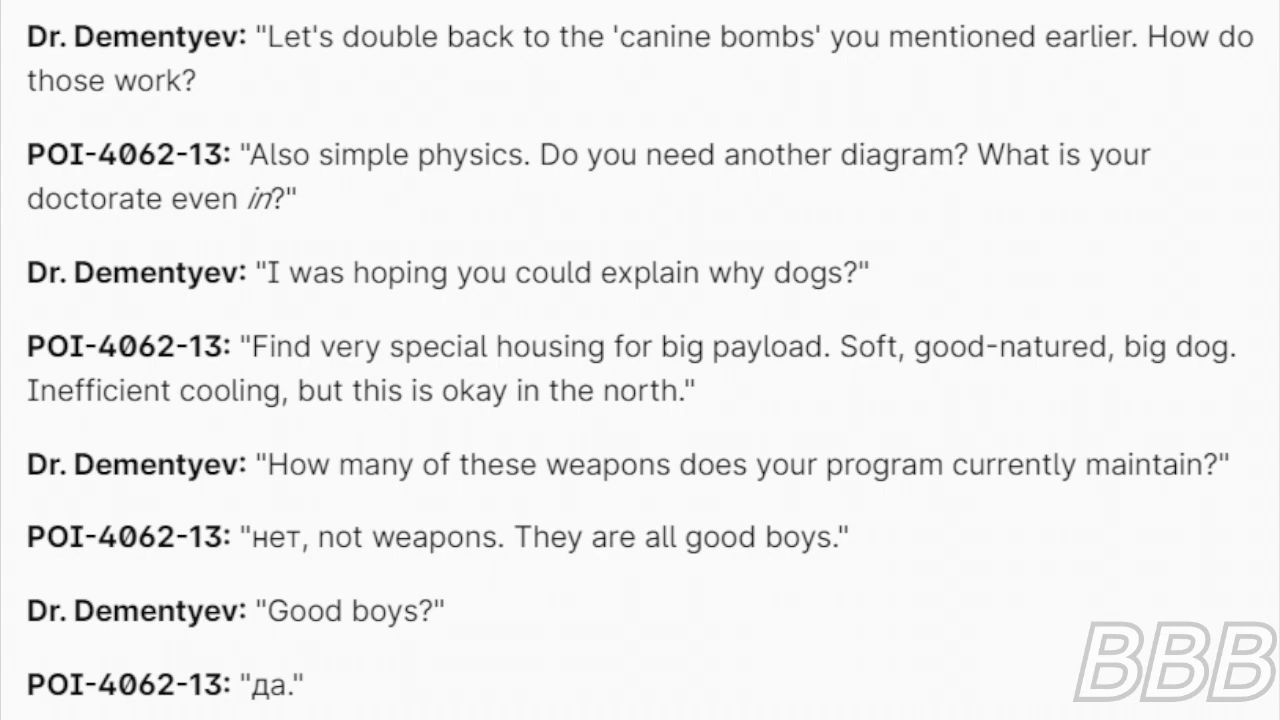 Dr. Dementyev: "Let's double back to the 'canine bombs' you mentioned earlier. How do
those work?
POI-4062-13: "Also simple physics. Do you need another diagram? What is your
doctorate even in?"
Dr. Dementyev: "I was hoping you could explain why dogs?"
POI-4062-13: "Find very special housing for big payload. Soft, good-natured, big dog.
Inefficient cooling, but this is okay in the north."
Dr. Dementyev: "How many of these weapons does your program currently maintain?"
POI-4062-13: "нет, not weapons. They are all good boys."
Dr. Dementyev: "Good boys?"
POI-4062-13: "да."
BBB